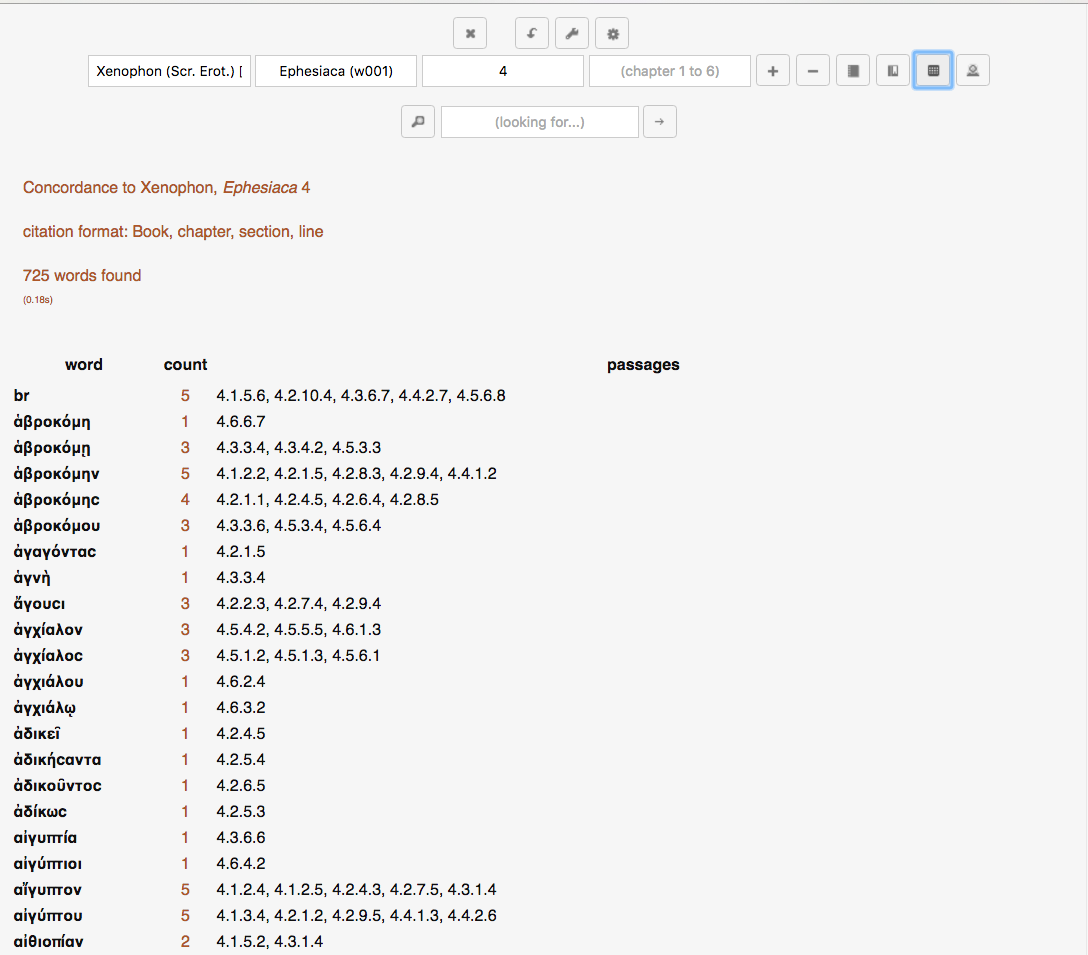 Xenophon (Scr. Erot.) [ Ephesiaca (w001) 4 (chapter 1 to 6)
(looking for...)
Concordance to Xenophon, Ephesiaca 4
citation format: Book, chapter, section, line
725 words found
(0.18s)
word count passages
br 5 4.1.5.6, 4.2.10.4, 4.3.6.7, 4.4.2.7, 4.5.6.8
ἁβροκόμη 1 4.6.6.7
ἁβροκόμῃ 3 4.3.3.4, 4.3.4.2, 4.5.3.3
ἁβροκόμην 5 4.1.2.2, 4.2.1.5, 4.2.8.3, 4.2.9.4, 4.4.1.2
ἁβροκόμηϲ 4 4.2.1.1, 4.2.4.5, 4.2.6.4, 4.2.8.5
ἁβροκόμου 3 4.3.3.6, 4.5.3.4, 4.5.6.4
ἀγαγόνταϲ 1 4.2.1.5
ἁγνὴ 1 4.3.3.4
ἄγουϲι 3 4.2.2.3, 4.2.7.4, 4.2.9.4
ἀγχίαλον 3 4.5.4.2, 4.5.5.5, 4.6.1.3
ἀγχίαλοϲ 3 4.5.1.2, 4.5.1.3, 4.5.6.1
ἀγχιάλου 1 4.6.2.4
ἀγχιάλῳ 1 4.6.3.2
ἀδικεῖ 1 4.2.4.5
ἀδικήϲαντα 1 4.2.5.4
ἀδικοῦντοϲ 1 4.2.6.5
ἀδίκωϲ 1 4.2.5.3
αἰγυπτία 1 4.3.6.6
αἰγύπτιοι 1 4.6.4.2
αἴγυπτον 5 4.1.2.4, 4.1.2.5, 4.2.4.3, 4.2.7.5, 4.3.1.4
αἰγύπτου 5 4.1.3.4, 4.2.1.2, 4.2.9.5, 4.4.1.3, 4.4.2.6
αἰθιοπίαν 2 4.1.5.2, 4.3.1.4